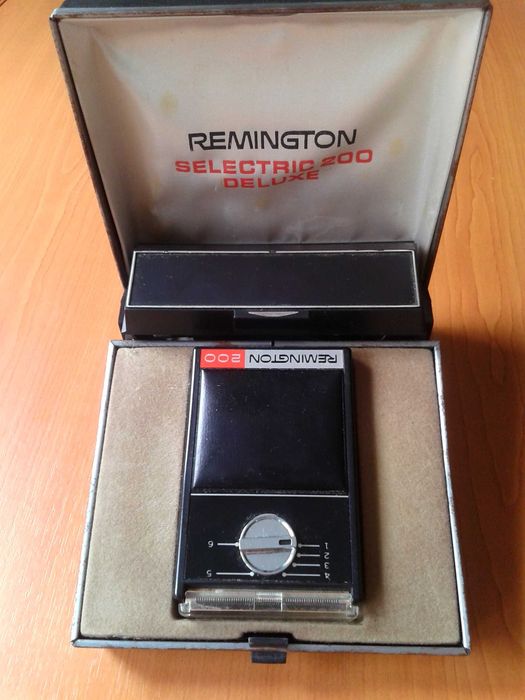 REMINGTON
SELECTRIC 200
DELUXE
REMINGTON 200
6 1
2
3
5 4